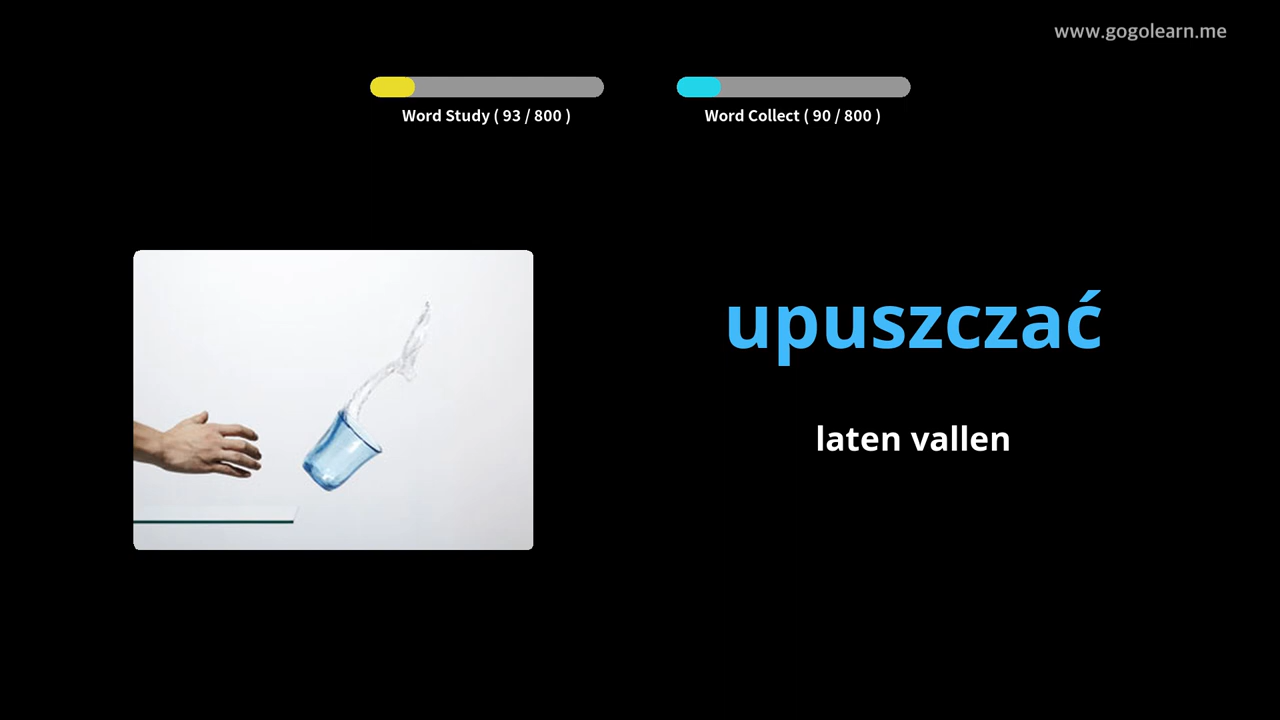 www.gogolearn.me
Word Study ( 93 / 800 )
Word Collect ( 90 / 800 )
upuszczać
laten vallen